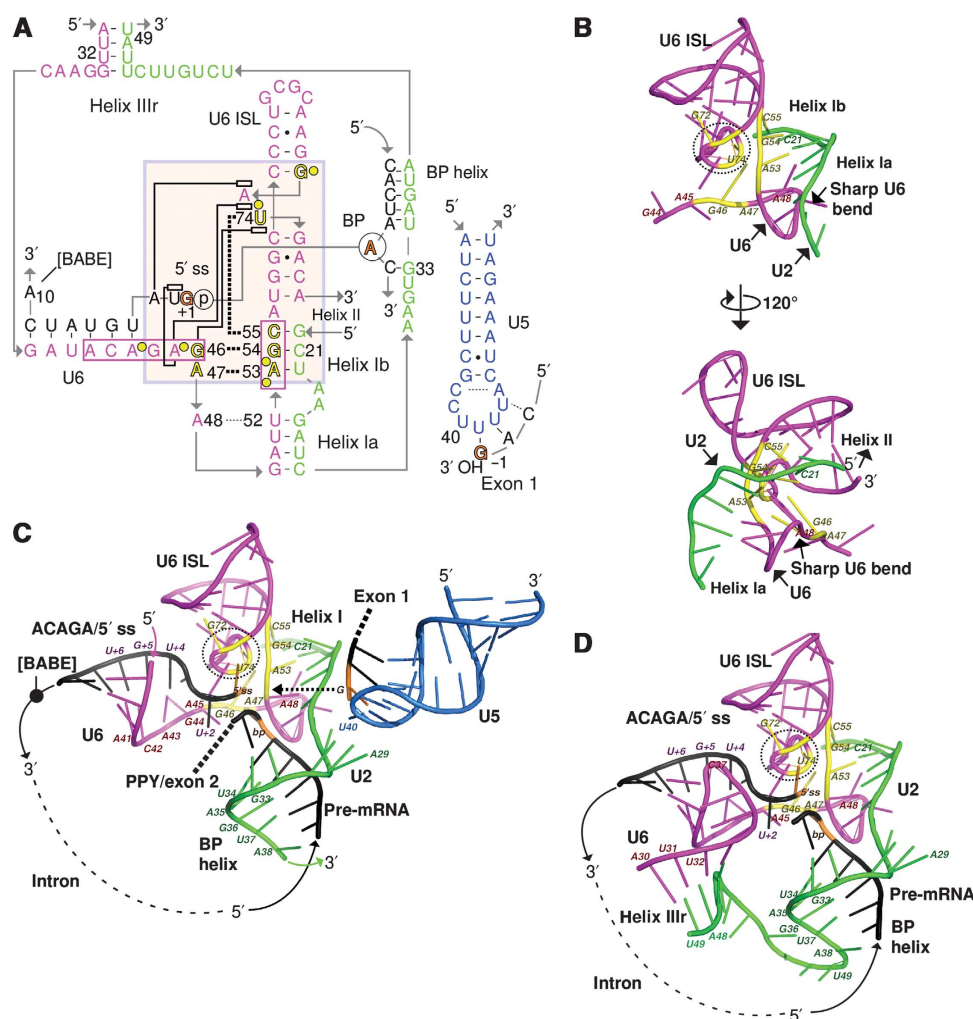 A
5′ A U 3′
U A
49
32 U U
CAAGG UCUUGUCU
Helix IIIr
U6 ISL
G C G C
U A
C A
C G
C G
5′
BP helix
C A
A U
C G
U A
A U
BP
A
C G 33
U
G
A
A
3′
A
74 U
C G
G A
G C
U A
A
3′
Helix II
3′
[BABE]
A
10
5′ ss
A U G p
+1
C U A U G U
G A U A C A G A G
U6
46 54
55
47 53
A
C G 5′
G C 21
A U
Helix Ib
A
A
A48 52
U G
U A
A U
G C
Helix Ia
A U 3′
U5
40
3′ OH G −1
5′
Exon 1
B
U6 ISL
Helix Ib
G72
C55
G54 C21
U74
A53
Helix Ia
A45
A48
Sharp U6
bend
G44
G46 A47
U6
U2
120°
U6 ISL
U2
C55
Helix II
G54
C21
5′
3′
A53
G46
A48 A47
Sharp U6 bend
Helix Ia
U6
C
U6 ISL
5′
3′
Exon 1
Helix I
ACAGA/5′ ss
5′
G72
C55
U+6 G+5 U+4
G54 C21
[BABE]
U74
A53
5'ss
G
A45
A47 A48
G46
G44
U5
U6
A43
U+2
U40
A41
C42
bp
A29
3′
PPY/exon 2
U2
U34
G33
A35
Pre-mRNA
G36
BP
helix
U37
A38
3′
Intron
5′
D
U6 ISL
ACAGA/5′ ss
G72
C55
G+5
U+6 U+4
G54 C21
C37
U74
A53
U2
5'ss
G46 A47 A48
A45
U6
U+2
U31
bp
A30
U32
A29
3′
U34
Pre-mRNA
G33
Helix IIIr
A35
BP
helix
U49 A48
G36
U37
A38
U49
Intron
5′